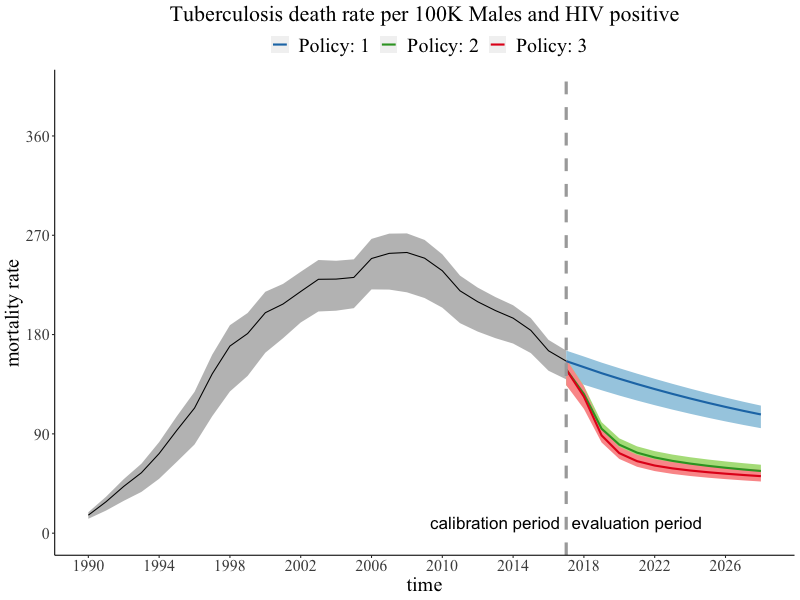 Tuberculosis death rate per 100K Males and HIV positive
Policy: 1 Policy: 2 Policy: 3
mortality rate
360
270
180
90
0
calibration period evaluation period
1990 1994 1998 2002 2006 2010 2014 2018 2022 2026
time